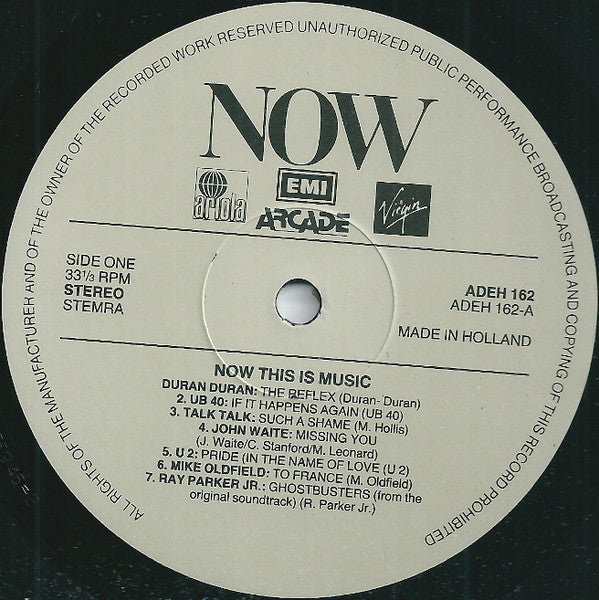 ALL RIGHTS OF THE MANUFACTURER AND OF THE OWNER OF THE RECORDED WORK RESERVED UNAUTHORIZED PUBLIC PERFORMANCE BROADCASTING AND COPYING OF THIS RECORD PROHIBITED
NOW
ariola
EMI
ARCADE
Virgin
SIDE ONE
33⅓ RPM
STEREO
STEMRA
ADEH 162
ADEH 162-A
MADE IN HOLLAND
NOW THIS IS MUSIC
DURAN DURAN: THE REFLEX (Duran- Duran)
2. UB 40: IF IT HAPPENS AGAIN (UB 40)
3. TALK TALK: SUCH A SHAME (M. Hollis)
4. JOHN WAITE: MISSING YOU
(J. Waite/C. Stanford/M. Leonard)
5. U 2: PRIDE (IN THE NAME OF LOVE (U 2)
6. MIKE OLDFIELD: TO FRANCE (M. Oldfield)
7. RAY PARKER JR.: GHOSTBUSTERS (from the
original soundtrack) (R. Parker Jr.)